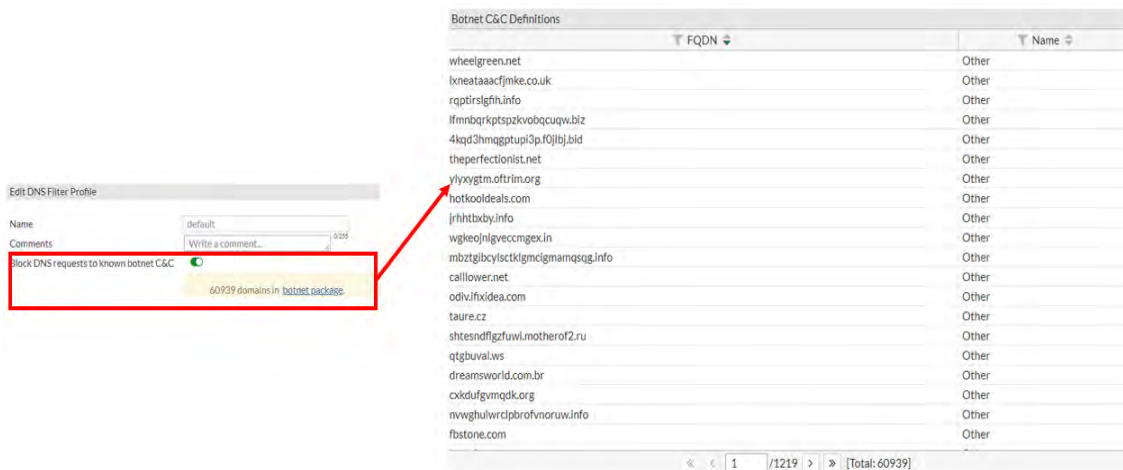 Edit DNS Filter Profile
Name default
Comments Write a comment... 0/255
Block DNS requests to known botnet C&C
60939 domains in botnet package.
Botnet C&C Definitions
FQDN Name
wheelgreen.net Other
lxneataaacfjmke.co.uk Other
rqptirslgfih.info Other
lfmnbqrkptspzkvobqcuqw.biz Other
4kqd3hmqgptupi3p.f0jlbj.bid Other
theperfectionist.net Other
ylyxygtm.oftrim.org Other
hotkooldeals.com Other
jrhhtbxby.info Other
wgkeojnlgveccmgex.in Other
mbztgibcylsctklgmcigmamqsqg.info Other
calllower.net Other
odiv.ifixidea.com Other
taure.cz Other
shtesndflgzfuwi.motherof2.ru Other
qtgbuval.ws Other
dreamsworld.com.br Other
cxkdufgvmqdk.org Other
nvwghulwrclpbrofvnoruw.info Other
fbstone.com Other
« < 1 /1219 > » [Total: 60939]